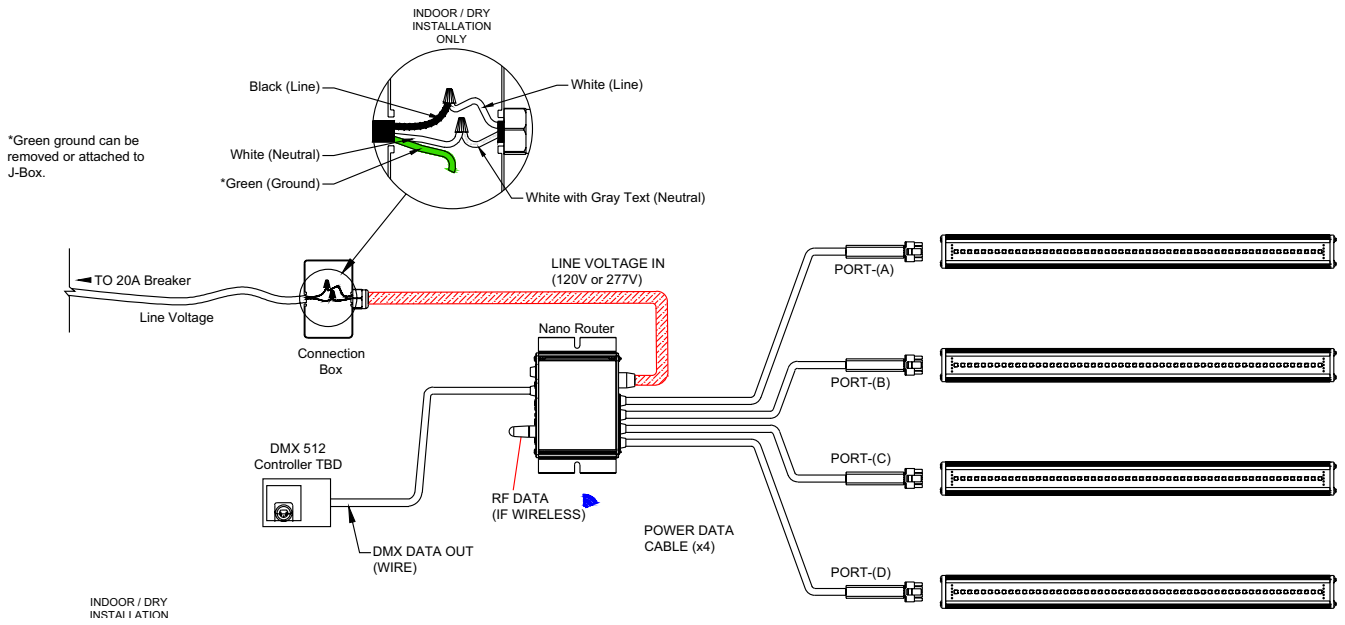 INDOOR / DRY
INSTALLATION
ONLY
Black (Line)
White (Line)
*Green ground can be
removed or attached to
J-Box.
White (Neutral)
*Green (Ground)
White with Gray Text (Neutral)
TO 20A Breaker
Line Voltage
Connection
Box
LINE VOLTAGE IN
(120V or 277V)
Nano Router
PORT-(A)
PORT-(B)
PORT-(C)
PORT-(D)
DMX 512
Controller TBD
RF DATA
(IF WIRELESS)
DMX DATA OUT
(WIRE)
POWER DATA
CABLE (x4)
INDOOR / DRY
INSTALLATION